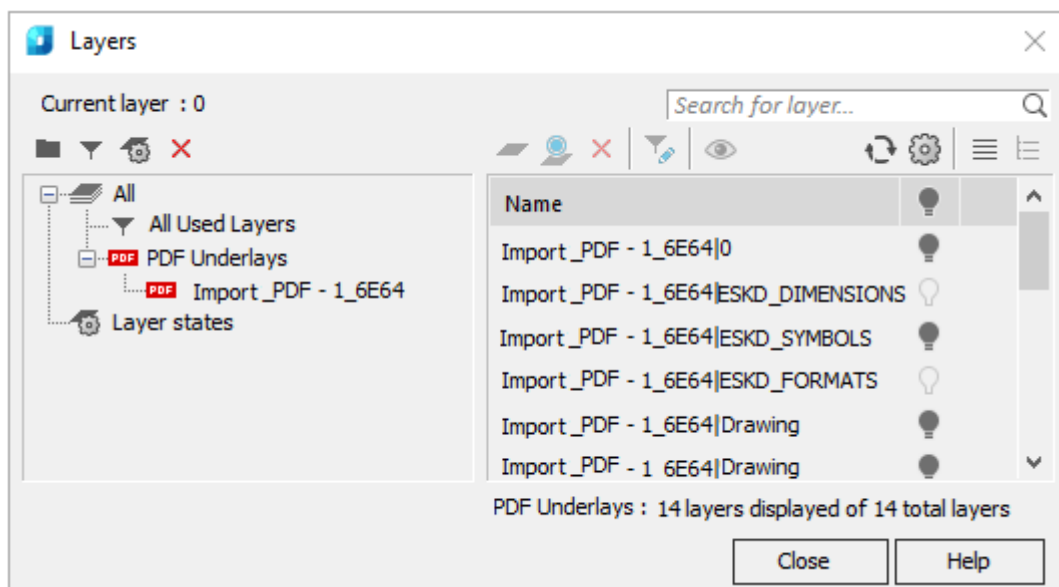 Layers
Current layer : 0
Search for layer...
All
All Used Layers
PDF PDF Underlays
PDF Import _PDF - 1_6E64
Layer states
Name
Import _PDF - 1_6E64|0
Import _PDF - 1_6E64|ESKD_DIMENSIONS
Import _PDF - 1_6E64|ESKD_SYMBOLS
Import _PDF - 1_6E64|ESKD_FORMATS
Import _PDF - 1_6E64|Drawing
Import _PDF - 1 6E64|Drawing
PDF Underlays : 14 layers displayed of 14 total layers
Close Help